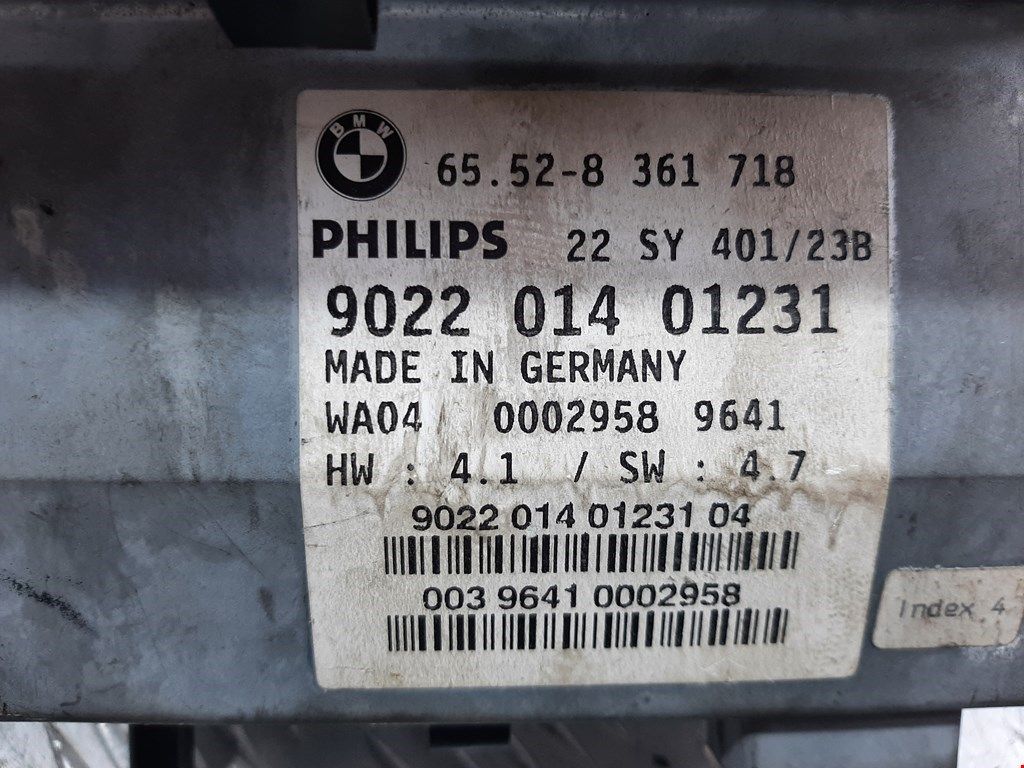 BMW
65.52-8 361 718
PHILIPS 22 SY 401/23B
9022 014 01231
MADE IN GERMANY
WA04 0002958 9641
HW : 4.1 / SW : 4.7
9022 014 01231 04
003 9641 0002958
Index 4